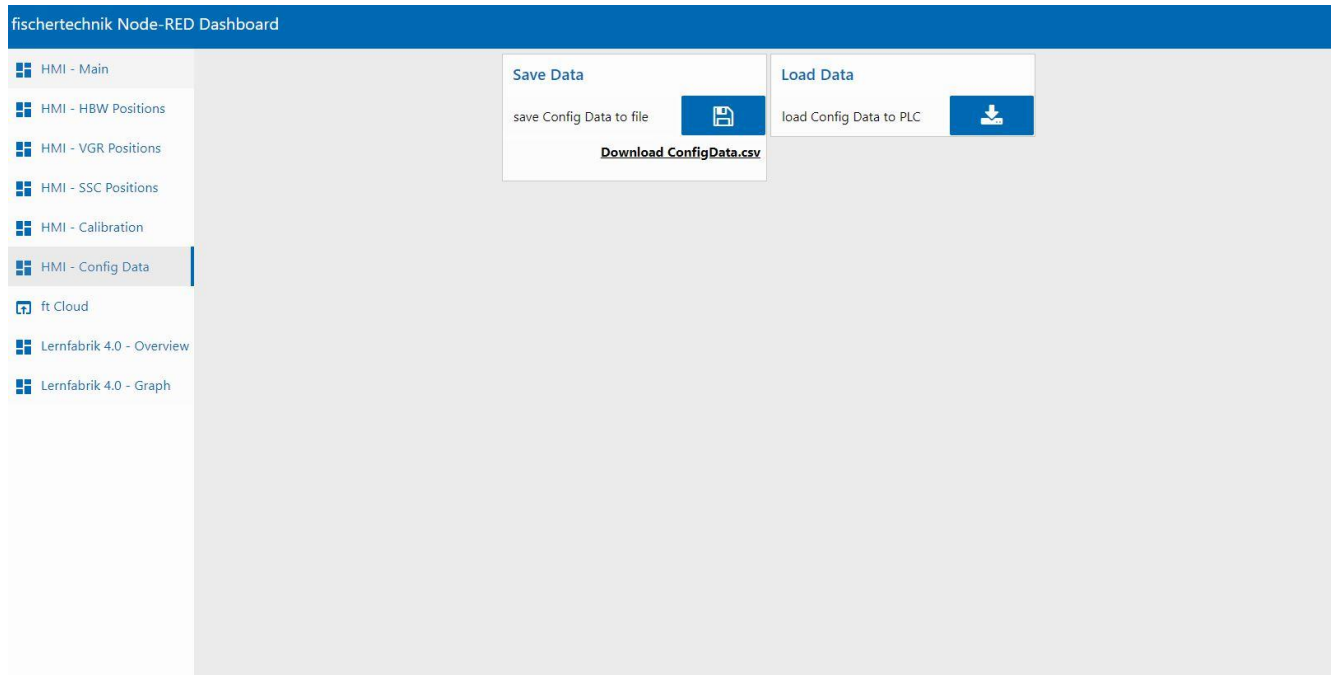 fischertechnik Node-RED Dashboard
HMI - Main
HMI - HBW Positions
HMI - VGR Positions
HMI - SSC Positions
HMI - Calibration
HMI - Config Data
ft Cloud
Lernfabrik 4.0 - Overview
Lernfabrik 4.0 - Graph
Save Data
save Config Data to file
Download ConfigData.csv
Load Data
load Config Data to PLC